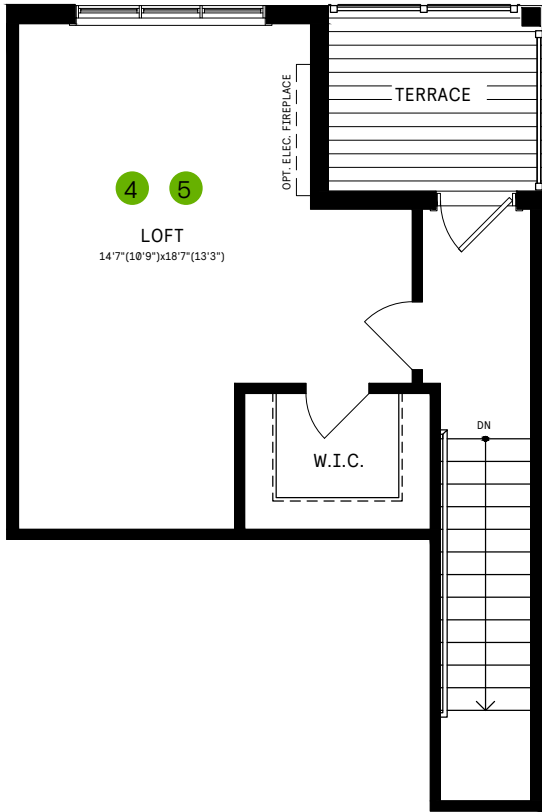 TERRACE
OPT. ELEC. FIREPLACE
4 5
LOFT
14'7"(10'9")x18'7"(13'3")
DN
W.I.C.